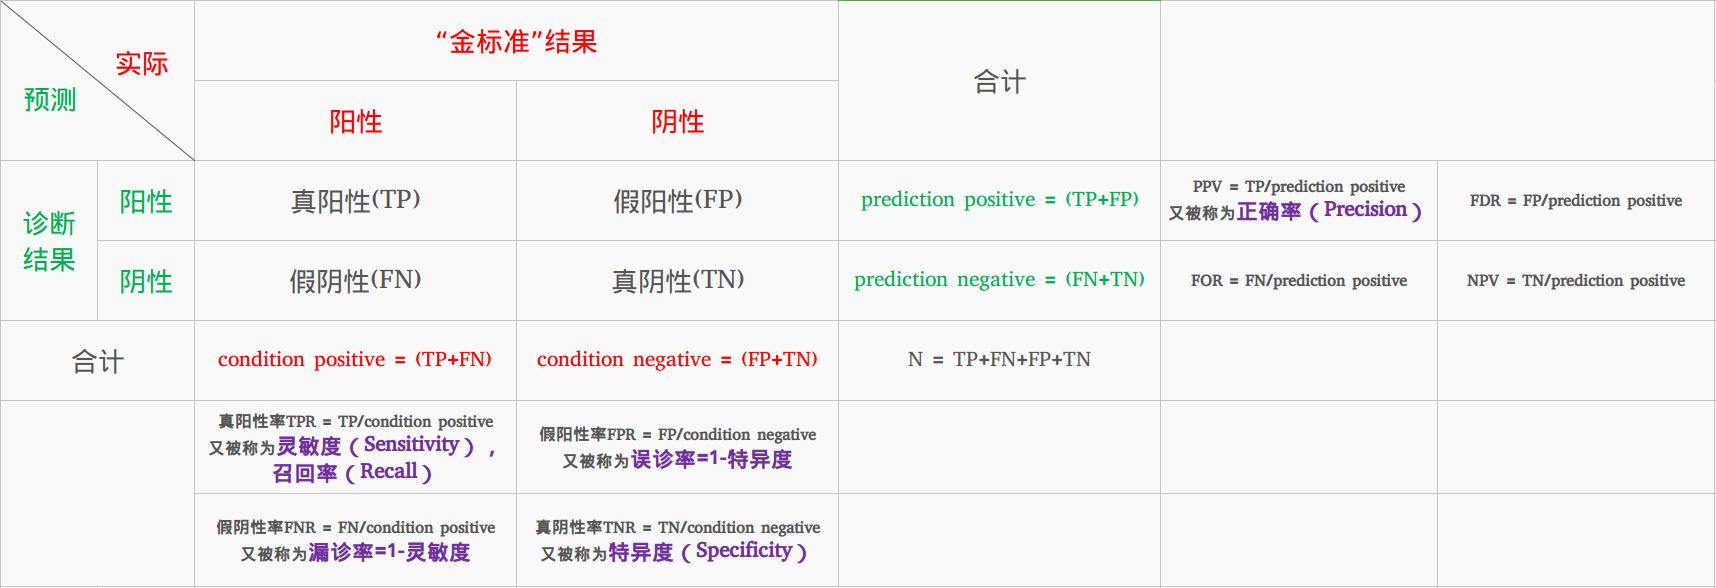 实际
预测
“金标准”结果
合计
阳性
阴性
诊断
结果
阳性
真阳性(TP)
假阳性(FP)
prediction positive = (TP+FP)
PPV = TP/prediction positive
又被称为正确率（Precision）
FDR = FP/prediction positive
阴性
假阴性(FN)
真阴性(TN)
prediction negative = (FN+TN)
FOR = FN/prediction positive
NPV = TN/prediction positive
合计
condition positive = (TP+FN)
condition negative = (FP+TN)
N = TP+FN+FP+TN
真阳性率TPR = TP/condition positive
又被称为灵敏度（Sensitivity），
召回率（Recall）
假阳性率FPR = FP/condition negative
又被称为误诊率=1-特异度
假阴性率FNR = FN/condition positive
又被称为漏诊率=1-灵敏度
真阴性率TNR = TN/condition negative
又被称为特异度（Specificity）